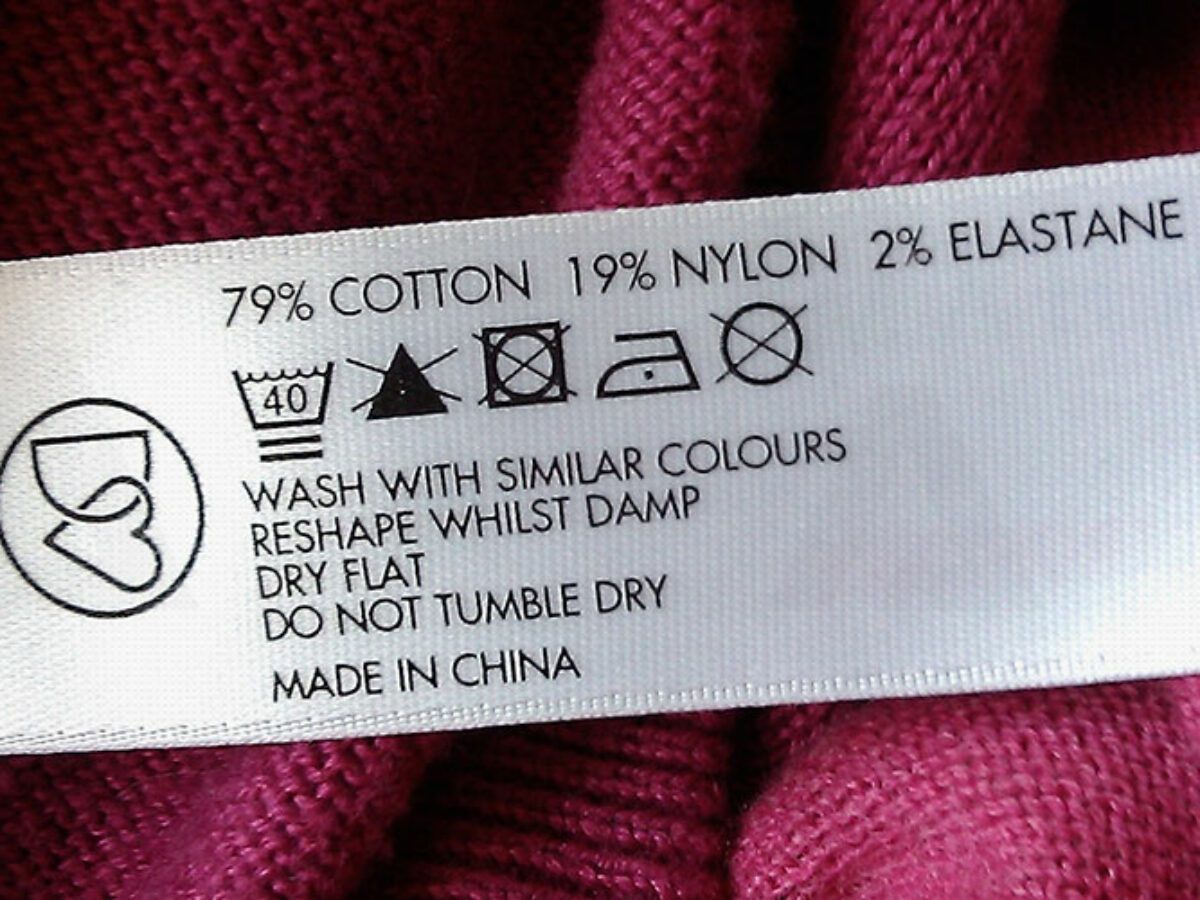 79% COTTON 19% NYLON 2% ELASTANE
40
WASH WITH SIMILAR COLOURS
RESHAPE WHILST DAMP
DRY FLAT
DO NOT TUMBLE DRY
MADE IN CHINA